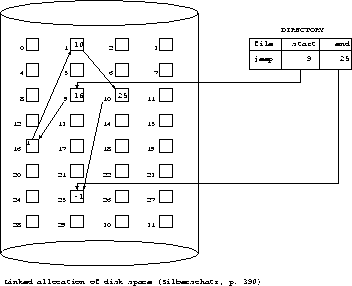 DIRECTORY
file start end
jeep 9 25
0 1 10 2 3
4 5 6 7
8 9 16 10 25 11
12 13 14 15
16 1 17 18 19
20 21 22 23
24 25 -1 26 27
28 29 30 31
Linked allocation of disk space (Silberschatz, p. 390)